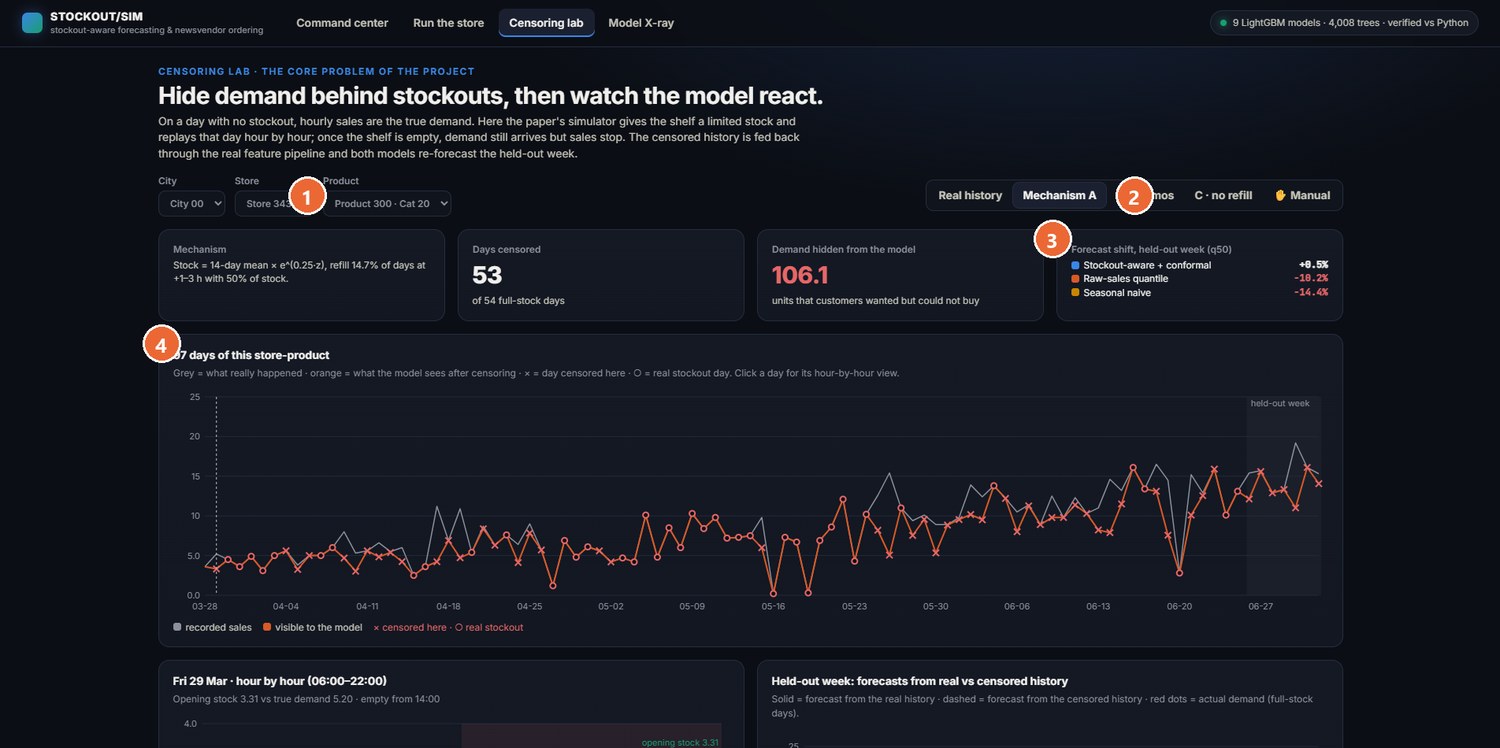 STOCKOUT/SIM
stockout-aware forecasting & newsvendor ordering
Command center
Run the store
Censoring lab
Model X-ray
9 LightGBM models · 4,008 trees · verified vs Python
CENSORING LAB · THE CORE PROBLEM OF THE PROJECT
Hide demand behind stockouts, then watch the model react.
On a day with no stockout, hourly sales are the true demand. Here the paper's simulator gives the shelf a limited stock and
replays that day hour by hour; once the shelf is empty, demand still arrives but sales stop. The censored history is fed back
through the real feature pipeline and both models re-forecast the held-out week.
City
Store
Product
City 00
Store 343
Product 300 · Cat 20
1
Real history
Mechanism A
2
C · no refill
✋ Manual
3
Mechanism
Stock = 14-day mean × e^(0.25·z), refill 14.7% of days at
+1–3 h with 50% of stock.
Days censored
53
of 54 full-stock days
Demand hidden from the model
106.1
units that customers wanted but could not buy
Forecast shift, held-out week (q50)
Stockout-aware + conformal
+0.5%
Raw-sales quantile
-10.2%
Seasonal naive
-14.4%
4
97 days of this store-product
Grey = what really happened · orange = what the model sees after censoring · × = day censored here · ○ = real stockout day. Click a day for its hour-by-hour view.
held-out week
25
20
15
10
5.0
0.0
03-28
04-04
04-11
04-18
04-25
05-02
05-09
05-16
05-23
05-30
06-06
06-13
06-20
06-27
recorded sales
visible to the model
× censored here · ○ real stockout
Fri 29 Mar · hour by hour (06:00–22:00)
Opening stock 3.31 vs true demand 5.20 · empty from 14:00
4.0
opening stock 3.31
Held-out week: forecasts from real vs censored history
Solid = forecast from the real history · dashed = forecast from the censored history · red dots = actual demand (full-stock
days).
25